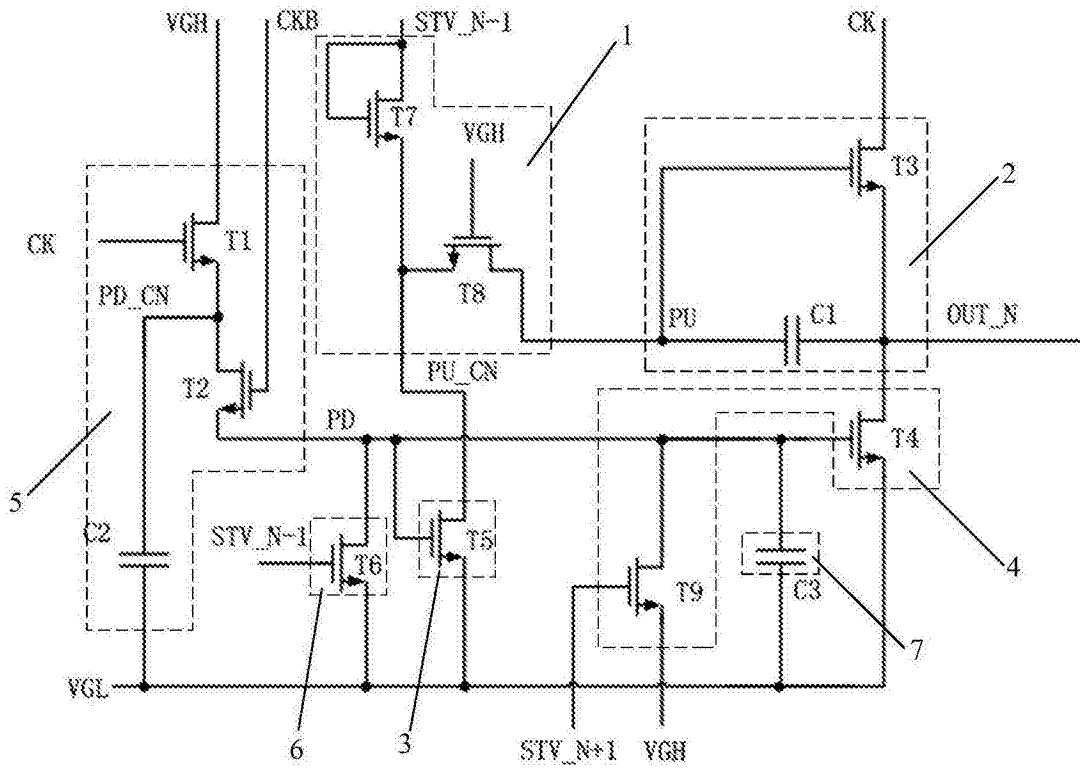 VGH
CKB
STV_N-1
CK
1
T7
VGH
T3
2
CK
T1
PD_CN
T8
PU
C1
OUT_N
T2
PU_CN
PD
T4
5
C2
STV_N-1
T6
T5
T9
C3
4
7
VGL
6
3
STV_N+1
VGH